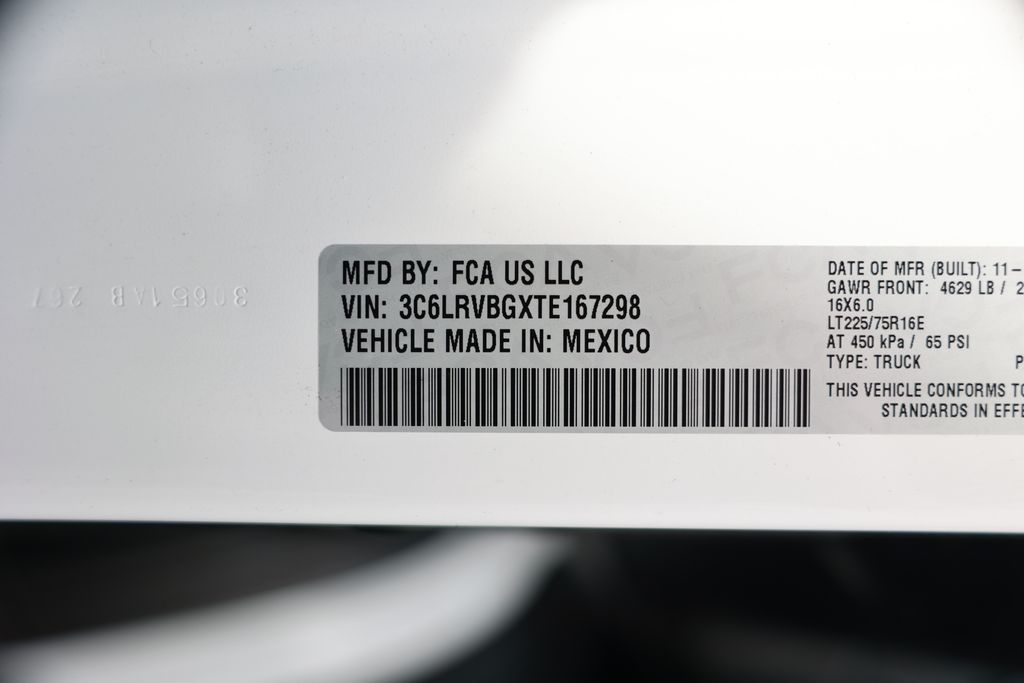 MFD BY: FCA US LLC
VIN: 3C6LRVBGXTE167298
VEHICLE MADE IN: MEXICO
DATE OF MFR (BUILT): 11-
GAWR FRONT: 4629 LB / 2
16X6.0
LT225/75R16E
AT 450 kPa / 65 PSI
TYPE: TRUCK P
THIS VEHICLE CONFORMS TO
STANDARDS IN EFFE